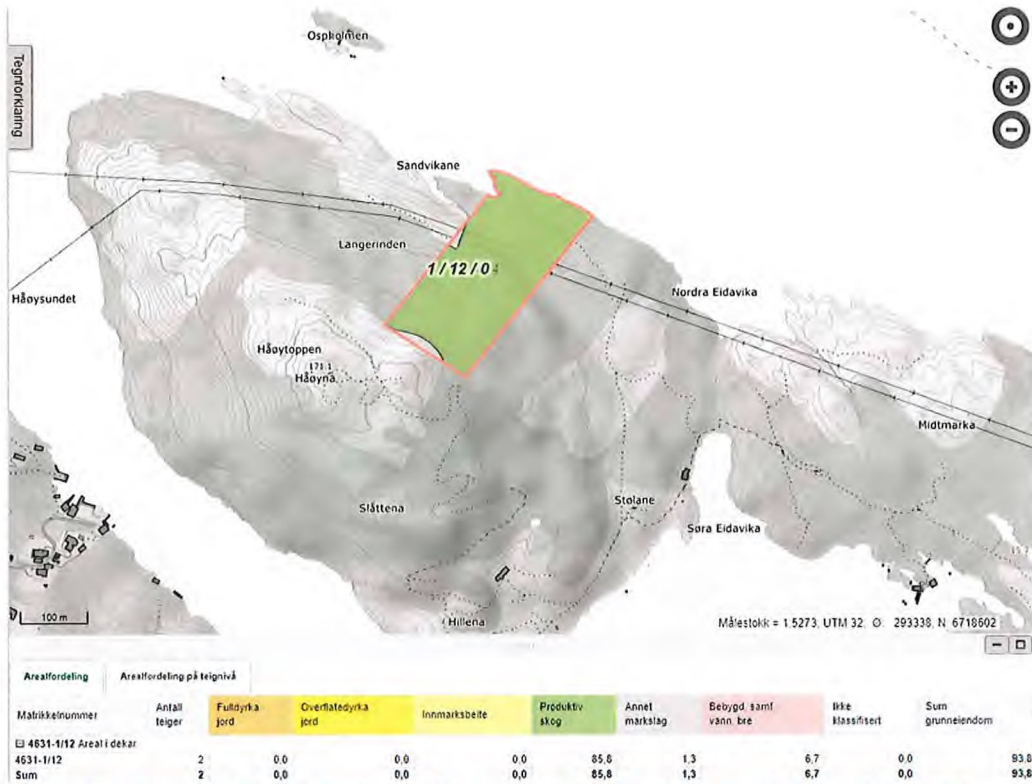 Tegnforklaring
Ospkolmen
Sandvikane
Langerinden
1/12/0
Nordra Eidavika
Håøysundet
Håøytoppen
171.1
Håøyna
Midtmarka
Slåttena
Stølane
Søra Eidavika
Hillena
100 m
Målestokk = 1:5273, UTM 32, Ø: 293338, N: 6718602
Arealfordeling Arealfordeling på teignivå
Matrikkelnummer Antall teiger Fulldyrka jord Overflatedyrka jord Innmarksbeite Produktiv skog Annet markslag Bebygd, samf vann, bre Ikke klassifisert Sum grunneiendom
4631-1/12 Areal i dekar
4631-1/12 2 0,0 0,0 0,0 85,8 1,3 6,7 0,0 93,8
Sum 2 0,0 0,0 0,0 85,8 1,3 6,7 0,0 93,8